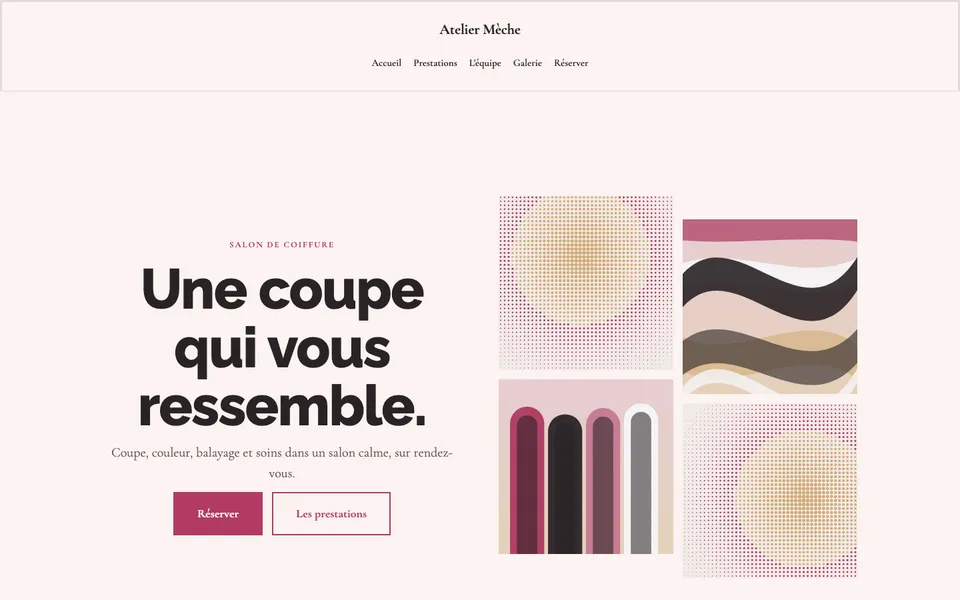 Atelier Mèche
Accueil Prestations L'équipe Galerie Réserver
SALON DE COIFFURE
Une coupe
qui vous
ressemble.
Coupe, couleur, balayage et soins dans un salon calme, sur rendez-
vous.
Réserver Les prestations